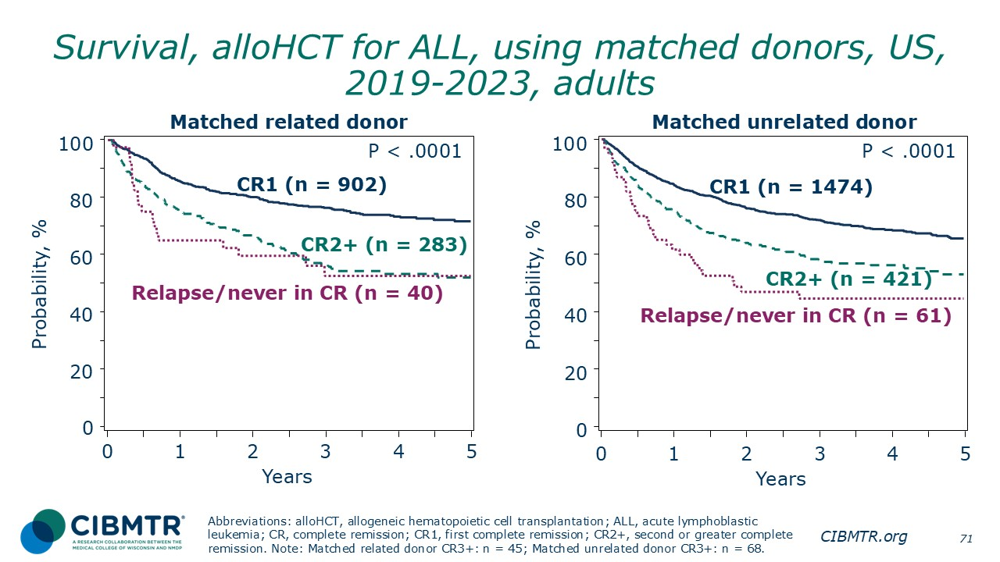 Survival, alloHCT for ALL, using matched donors, US,
2019-2023, adults
Matched related donor
P < .0001
CR1 (n = 902)
CR2+ (n = 283)
Relapse/never in CR (n = 40)
Probability, %
100
80
60
40
20
0
0 1 2 3 4 5
Years
Matched unrelated donor
P < .0001
CR1 (n = 1474)
CR2+ (n = 421)
Relapse/never in CR (n = 61)
Probability, %
100
80
60
40
20
0
0 1 2 3 4 5
Years
CIBMTR®
A RESEARCH COLLABORATION BETWEEN THE
MEDICAL COLLEGE OF WISCONSIN AND NMDP
Abbreviations: alloHCT, allogeneic hematopoietic cell transplantation; ALL, acute lymphoblastic
leukemia; CR, complete remission; CR1, first complete remission; CR2+, second or greater complete
remission. Note: Matched related donor CR3+: n = 45; Matched unrelated donor CR3+: n = 68.
CIBMTR.org
71